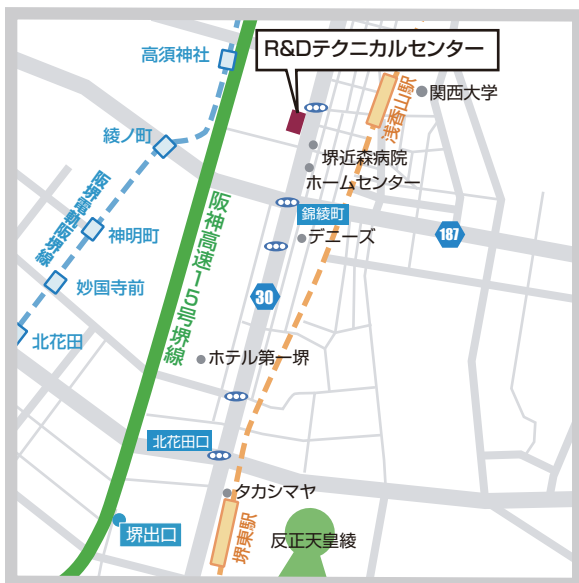 R&Dテクニカルセンター
高須神社
浅香山駅
関西大学
綾ノ町
堺近森病院
ホームセンター
阪堺電軌阪堺線
阪神高速15号堺線
錦綾町
神明町
デニーズ
187
妙国寺前
30
北花田
ホテル第一堺
北花田口
タカシマヤ
堺東駅
堺出口
反正天皇綾